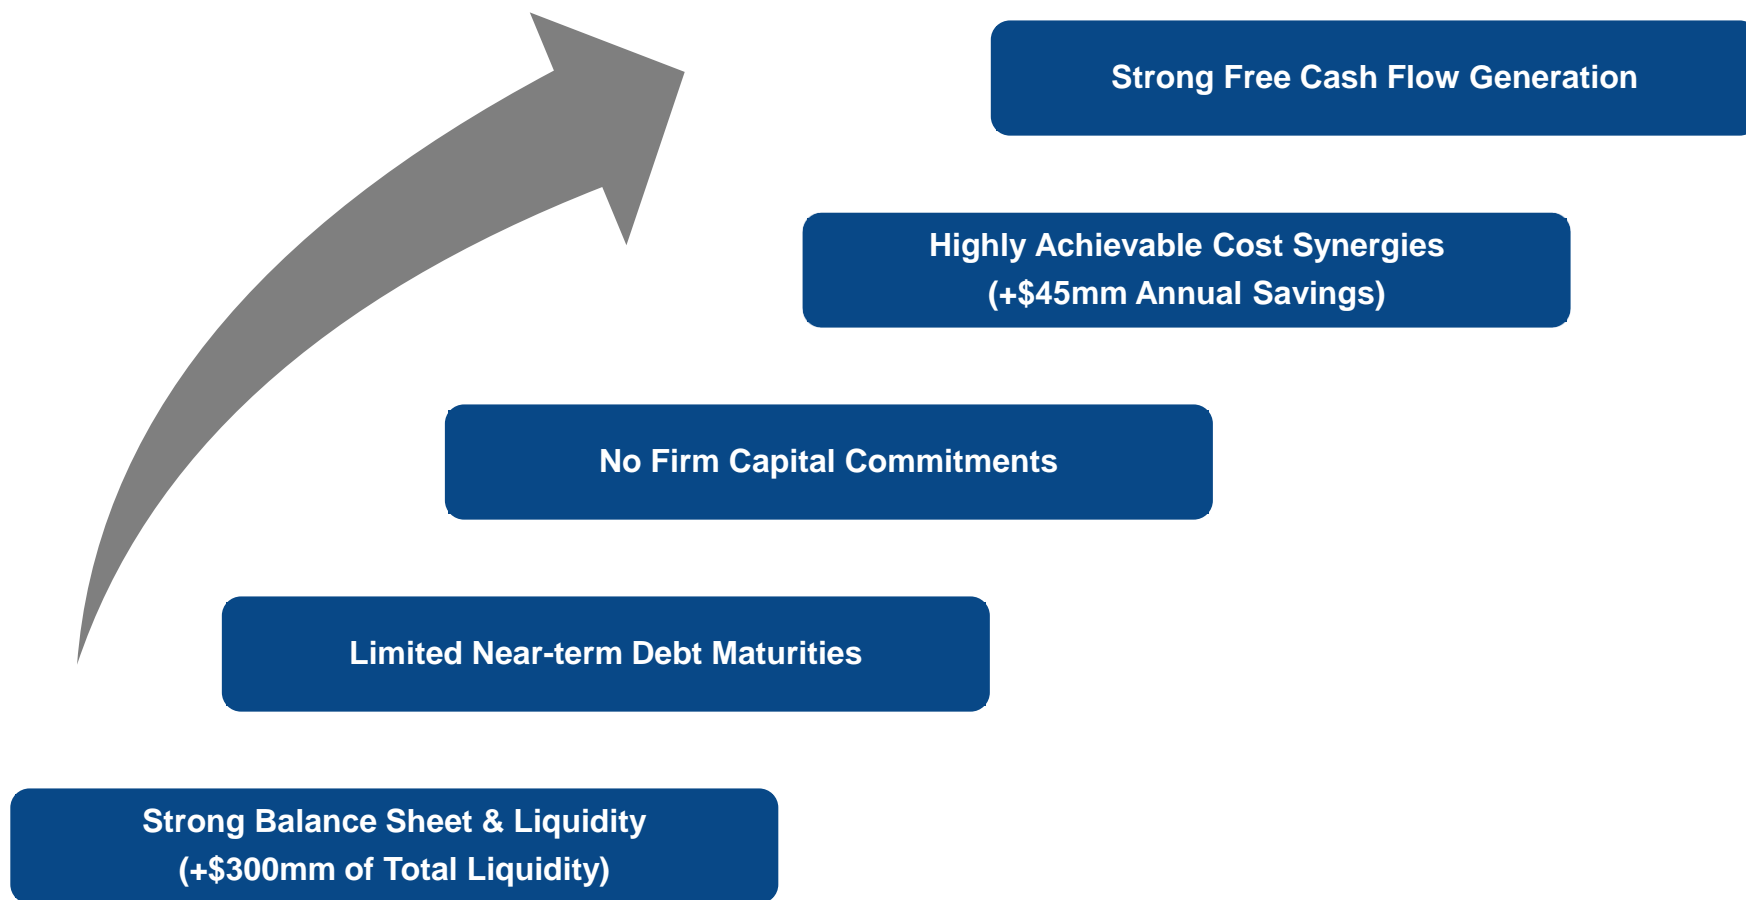 Strong Free Cash Flow Generation
Highly Achievable Cost Synergies
(+$45mm Annual Savings)
No Firm Capital Commitments
Limited Near-term Debt Maturities
Strong Balance Sheet & Liquidity
(+$300mm of Total Liquidity)